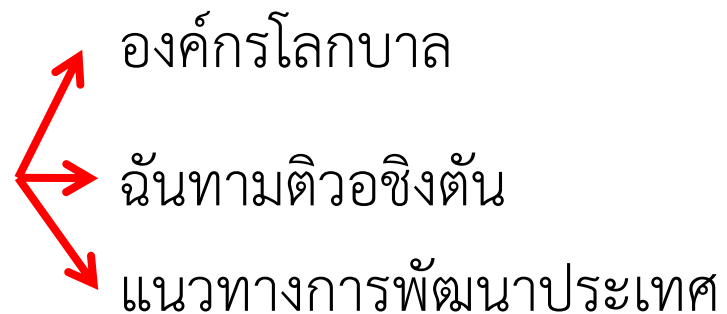 องค์กรโลกบาล
ฉันทามติวอชิงตัน
แนวทางการพัฒนาประเทศ